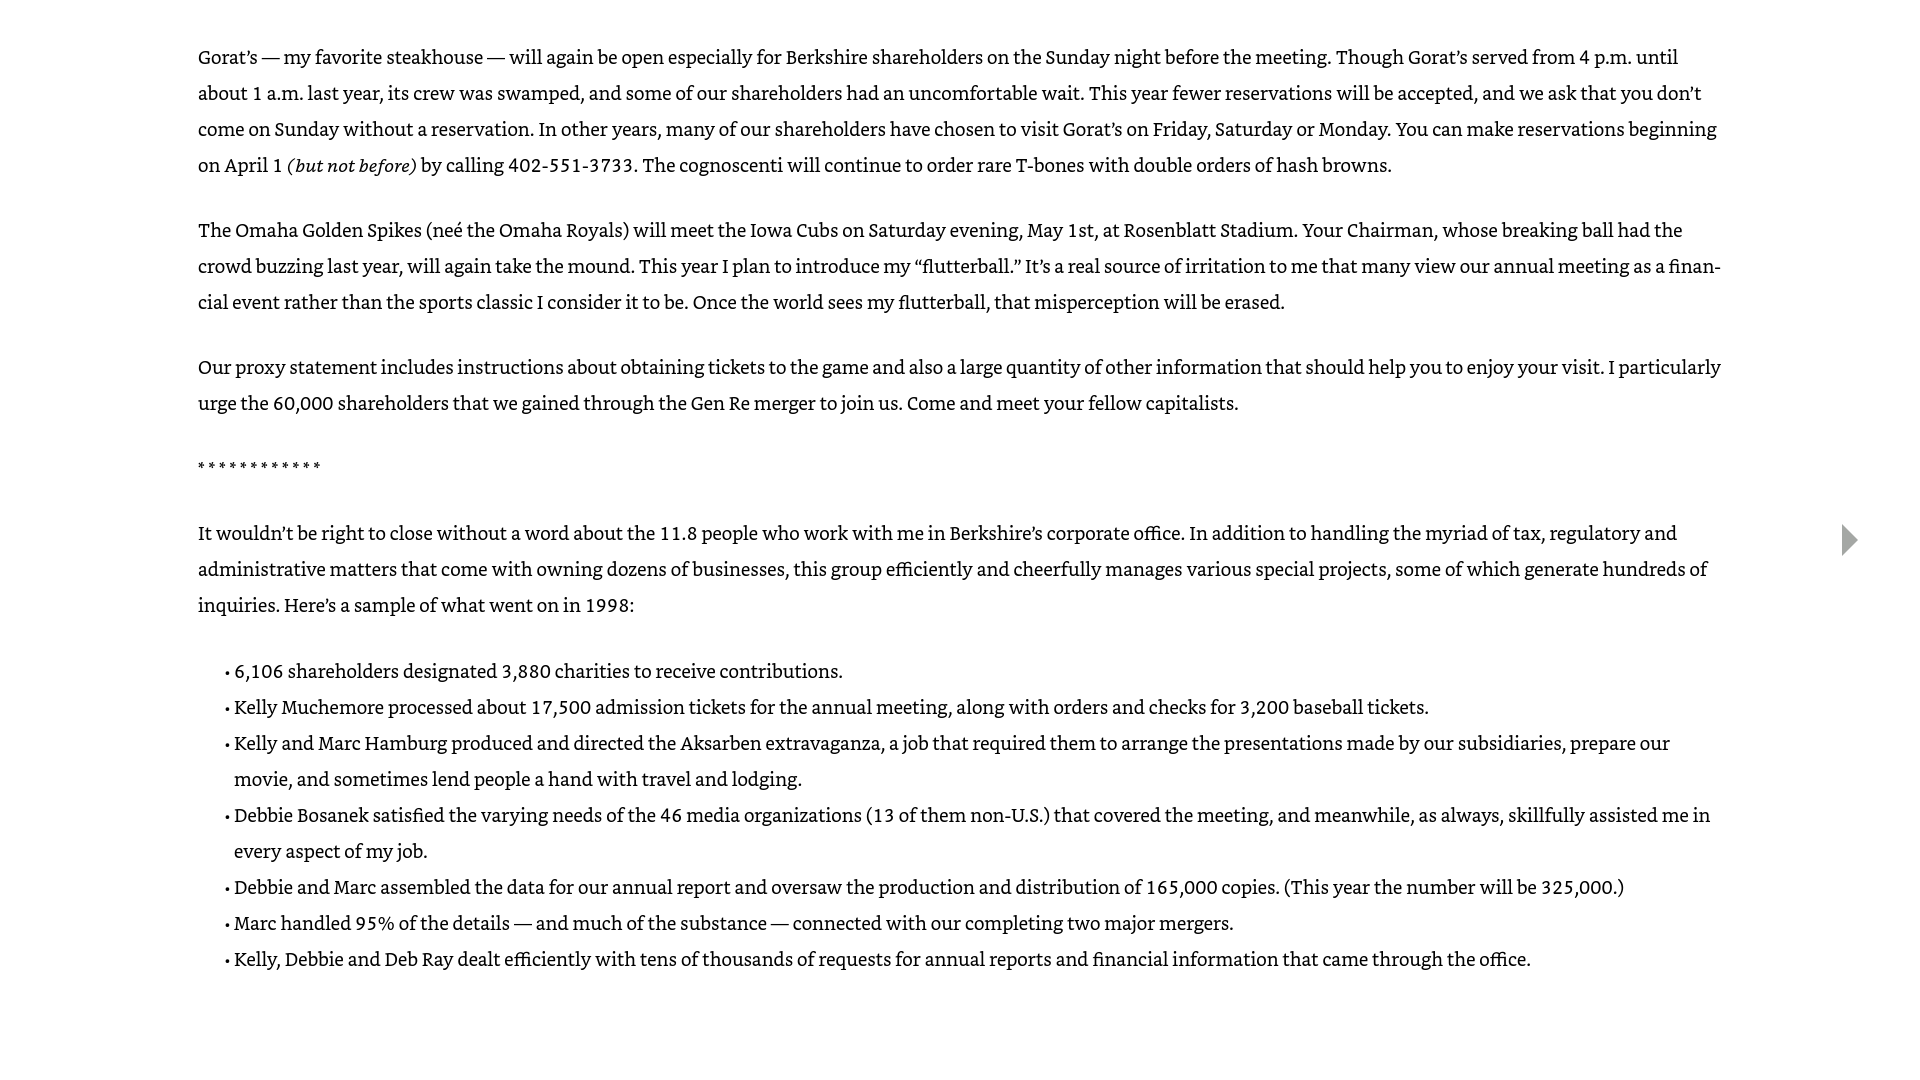 Gorat’s — my favorite steakhouse — will again be open especially for Berkshire shareholders on the Sunday night before the meeting. Though Gorat’s served from 4 p.m. until
about 1 a.m. last year, its crew was swamped, and some of our shareholders had an uncomfortable wait. This year fewer reservations will be accepted, and we ask that you don’t
come on Sunday without a reservation. In other years, many of our shareholders have chosen to visit Gorat’s on Friday, Saturday or Monday. You can make reservations beginning
on April 1 (but not before) by calling 402-551-3733. The cognoscenti will continue to order rare T-bones with double orders of hash browns.
The Omaha Golden Spikes (neé the Omaha Royals) will meet the Iowa Cubs on Saturday evening, May 1st, at Rosenblatt Stadium. Your Chairman, whose breaking ball had the
crowd buzzing last year, will again take the mound. This year I plan to introduce my “flutterball.” It’s a real source of irritation to me that many view our annual meeting as a finan-
cial event rather than the sports classic I consider it to be. Once the world sees my flutterball, that misperception will be erased.
Our proxy statement includes instructions about obtaining tickets to the game and also a large quantity of other information that should help you to enjoy your visit. I particularly
urge the 60,000 shareholders that we gained through the Gen Re merger to join us. Come and meet your fellow capitalists.
* * * * * * * * * * * *
It wouldn’t be right to close without a word about the 11.8 people who work with me in Berkshire’s corporate office. In addition to handling the myriad of tax, regulatory and
administrative matters that come with owning dozens of businesses, this group efficiently and cheerfully manages various special projects, some of which generate hundreds of
inquiries. Here’s a sample of what went on in 1998:
• 6,106 shareholders designated 3,880 charities to receive contributions.
• Kelly Muchemore processed about 17,500 admission tickets for the annual meeting, along with orders and checks for 3,200 baseball tickets.
• Kelly and Marc Hamburg produced and directed the Aksarben extravaganza, a job that required them to arrange the presentations made by our subsidiaries, prepare our
movie, and sometimes lend people a hand with travel and lodging.
• Debbie Bosanek satisfied the varying needs of the 46 media organizations (13 of them non-U.S.) that covered the meeting, and meanwhile, as always, skillfully assisted me in
every aspect of my job.
• Debbie and Marc assembled the data for our annual report and oversaw the production and distribution of 165,000 copies. (This year the number will be 325,000.)
• Marc handled 95% of the details — and much of the substance — connected with our completing two major mergers.
• Kelly, Debbie and Deb Ray dealt efficiently with tens of thousands of requests for annual reports and financial information that came through the office.